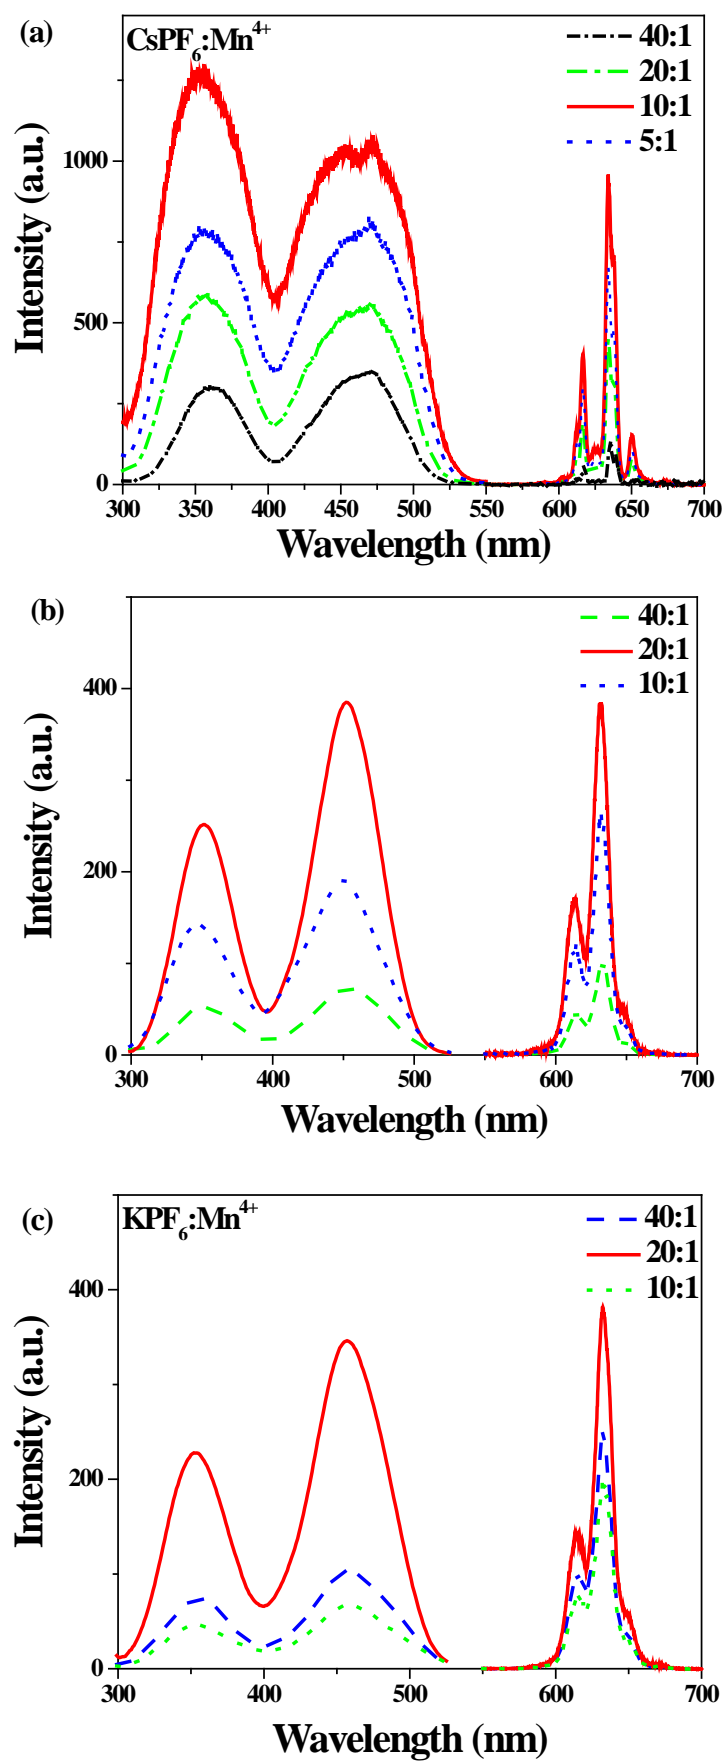 (a)
CsPF6:Mn4+
40:1
20:1
10:1
5:1
1000
500
0
Intensity (a.u.)
300 350 400 450 500 550 600 650 700
Wavelength (nm)
(b)
40:1
20:1
10:1
400
200
0
Intensity (a.u.)
300 400 500 600 700
Wavelength (nm)
(c)
KPF6:Mn4+
40:1
20:1
10:1
400
200
0
Intensity (a.u.)
300 400 500 600 700
Wavelength (nm)